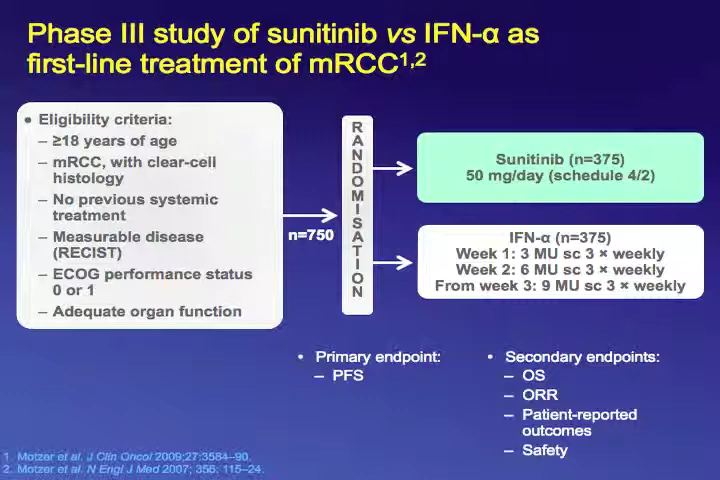 Phase III study of sunitinib vs IFN-α as
first-line treatment of mRCC1,2
• Eligibility criteria:
– ≥18 years of age
– mRCC, with clear-cell
histology
– No previous systemic
treatment
– Measurable disease
(RECIST)
– ECOG performance status
0 or 1
– Adequate organ function
n=750
RANDOMISATION
Sunitinib (n=375)
50 mg/day (schedule 4/2)
IFN-α (n=375)
Week 1: 3 MU sc 3 × weekly
Week 2: 6 MU sc 3 × weekly
From week 3: 9 MU sc 3 × weekly
• Primary endpoint:
– PFS
• Secondary endpoints:
– OS
– ORR
– Patient-reported
outcomes
– Safety
1. Motzer et al. J Clin Oncol 2009;27:3584–90.
2. Motzer et al. N Engl J Med 2007; 356; 115–24.